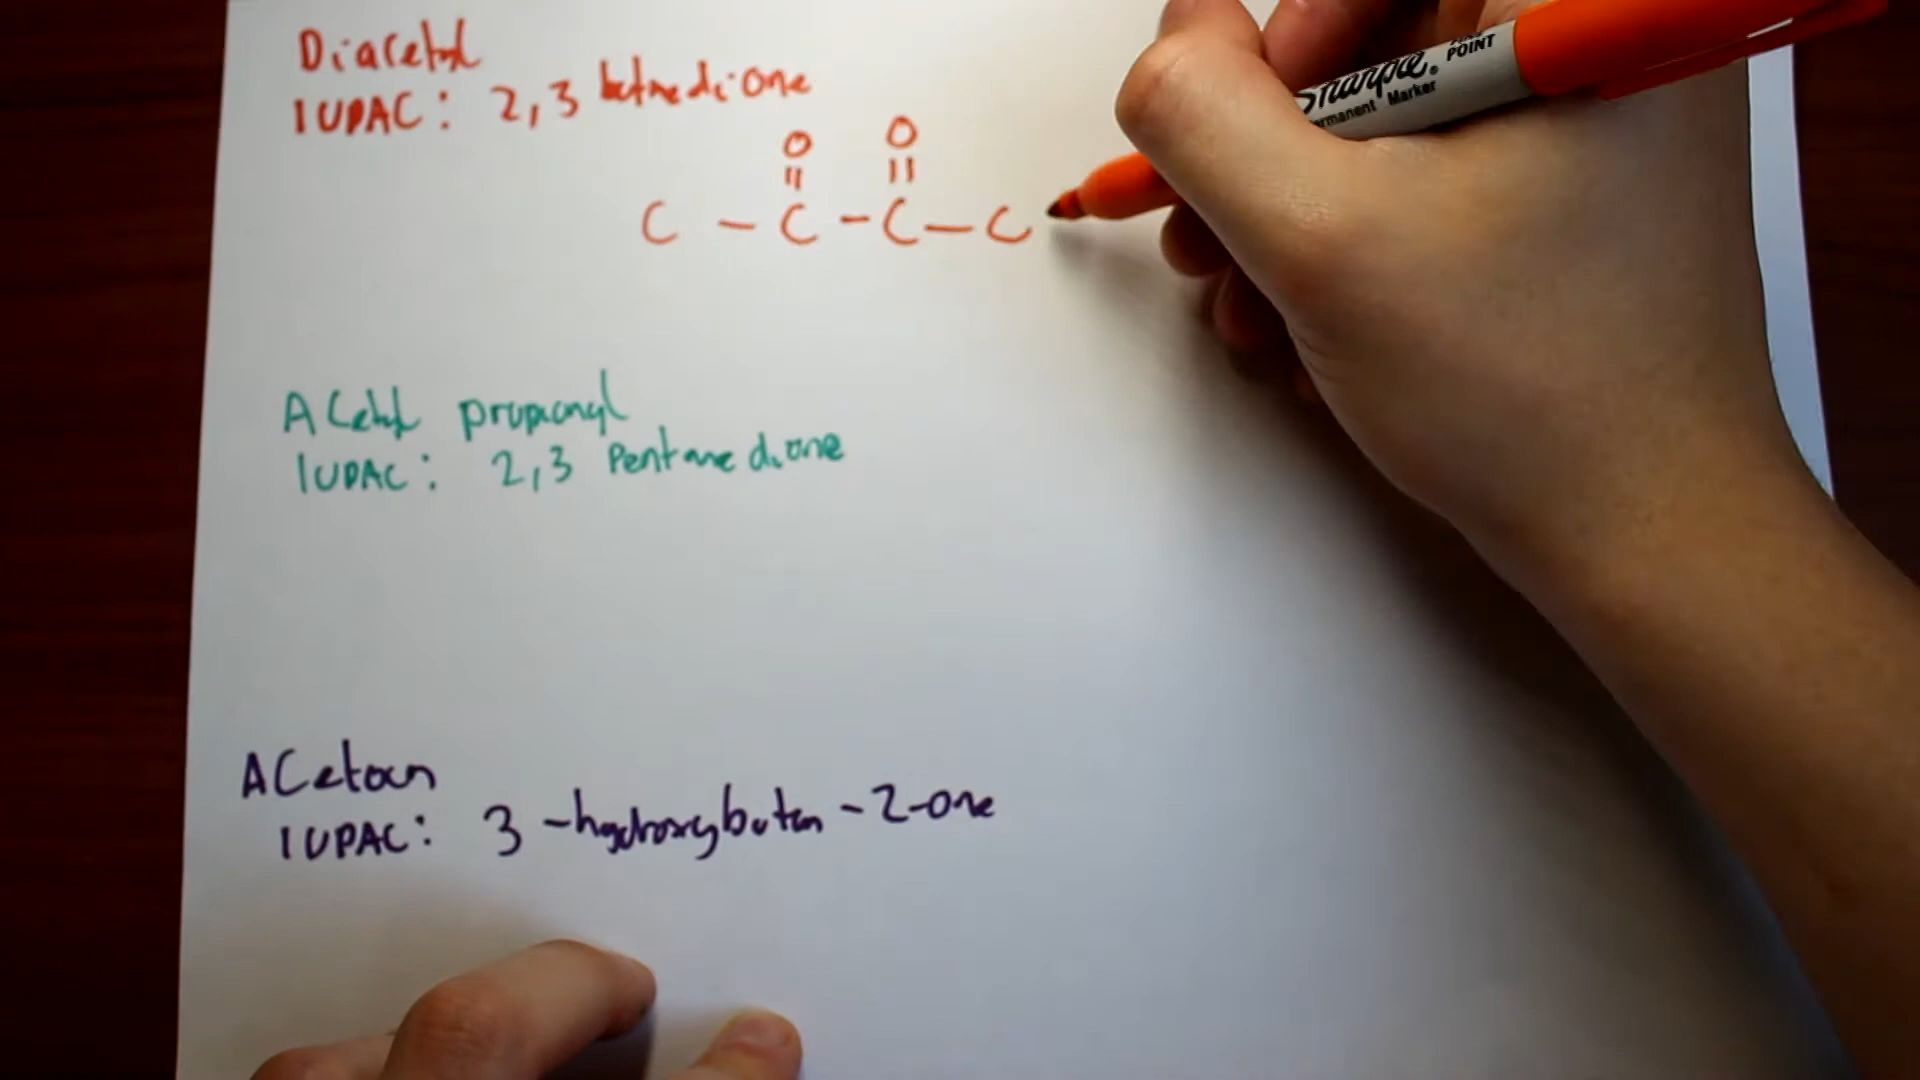 Diacetyl
IUPAC: 2,3 butanedione
O O
|| ||
C - C - C - C
Sharpie. FINE POINT
Permanent Marker
Acetyl propionyl
IUPAC: 2,3 Pentanedione
Acetoin
IUPAC: 3-hydroxybutan-2-one